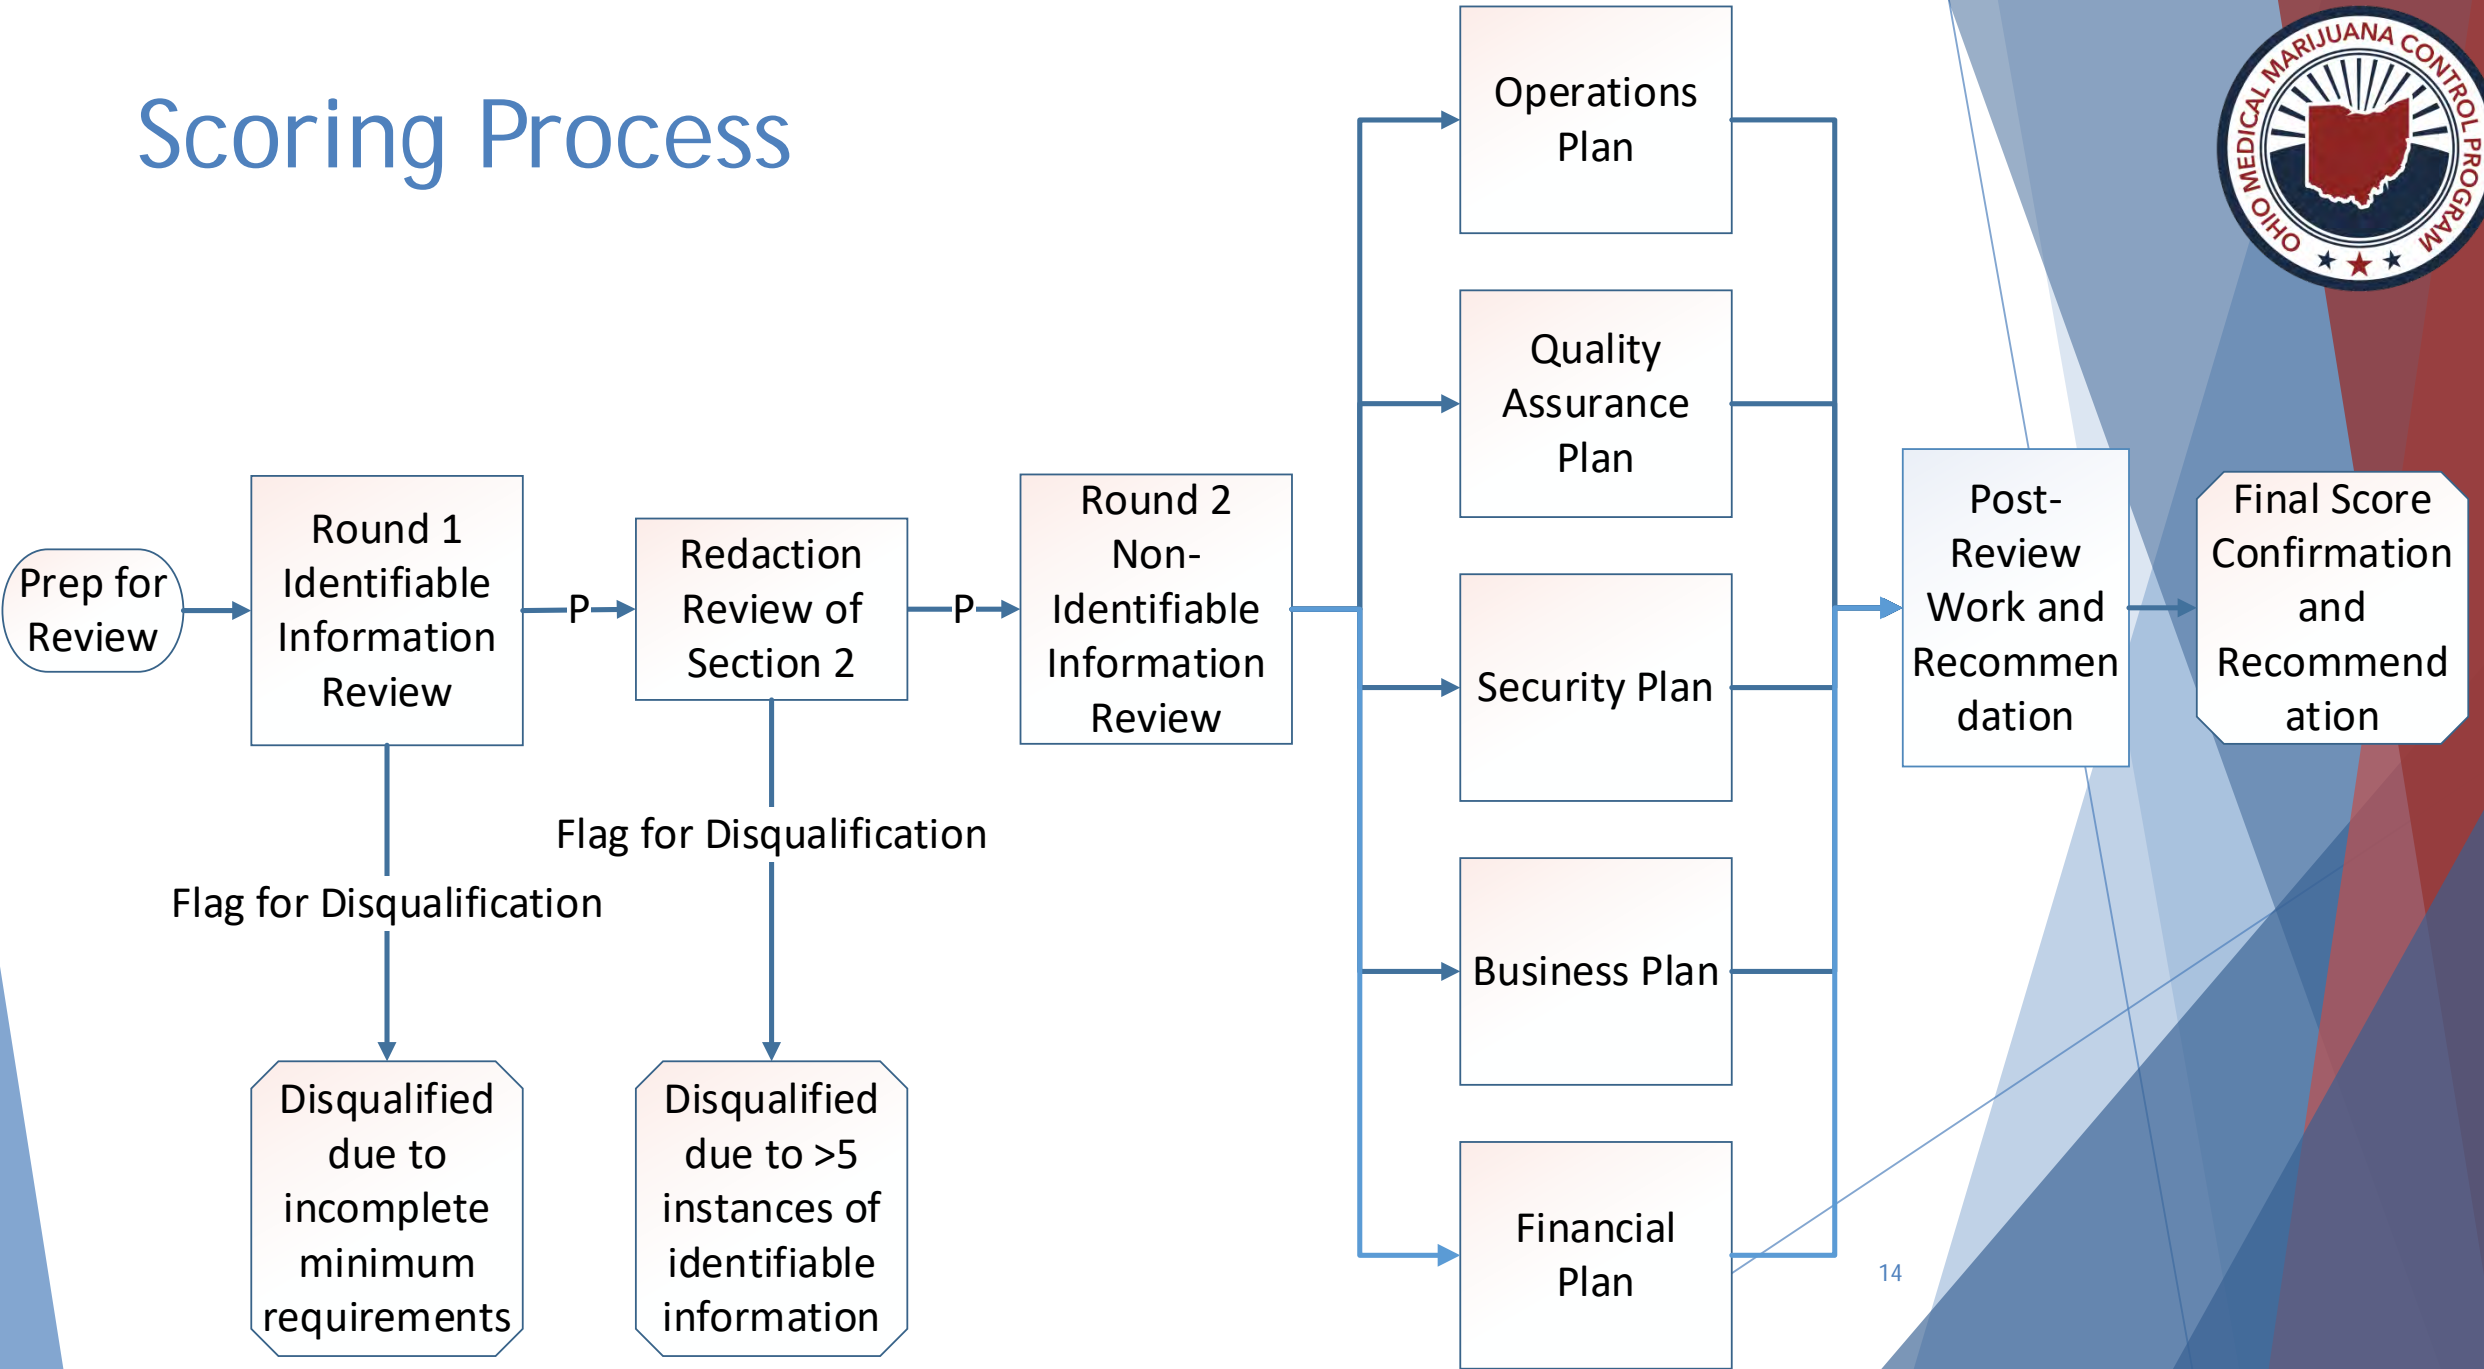 Scoring Process
OHIO MEDICAL MARIJUANA CONTROL PROGRAM
Prep for
Review
Round 1
Identifiable
Information
Review
P
Redaction
Review of
Section 2
P
Round 2
Non-
Identifiable
Information
Review
Operations
Plan
Quality
Assurance
Plan
Security Plan
Business Plan
Financial
Plan
Post-
Review
Work and
Recommen
dation
Final Score
Confirmation
and
Recommend
ation
Flag for Disqualification
Flag for Disqualification
Disqualified
due to
incomplete
minimum
requirements
Disqualified
due to >5
instances of
identifiable
information
14